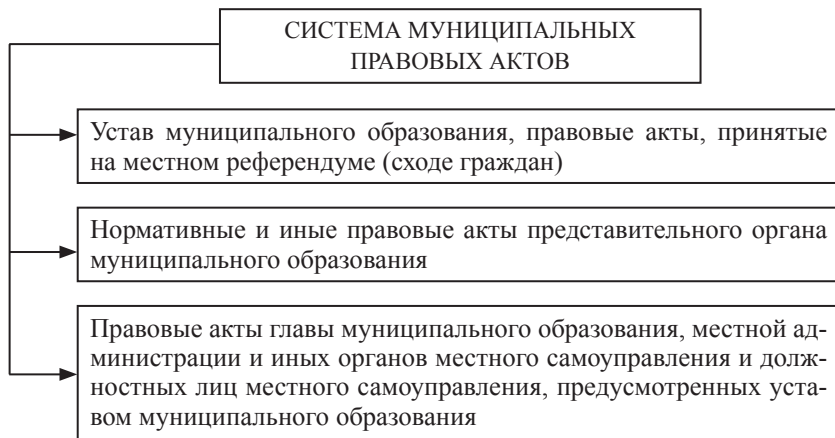 СИСТЕМА МУНИЦИПАЛЬНЫХ
ПРАВОВЫХ АКТОВ
Устав муниципального образования, правовые акты, принятые
на местном референдуме (сходе граждан)
Нормативные и иные правовые акты представительного органа
муниципального образования
Правовые акты главы муниципального образования, местной ад-
министрации и иных органов местного самоуправления и долж-
ностных лиц местного самоуправления, предусмотренных уста-
вом муниципального образования